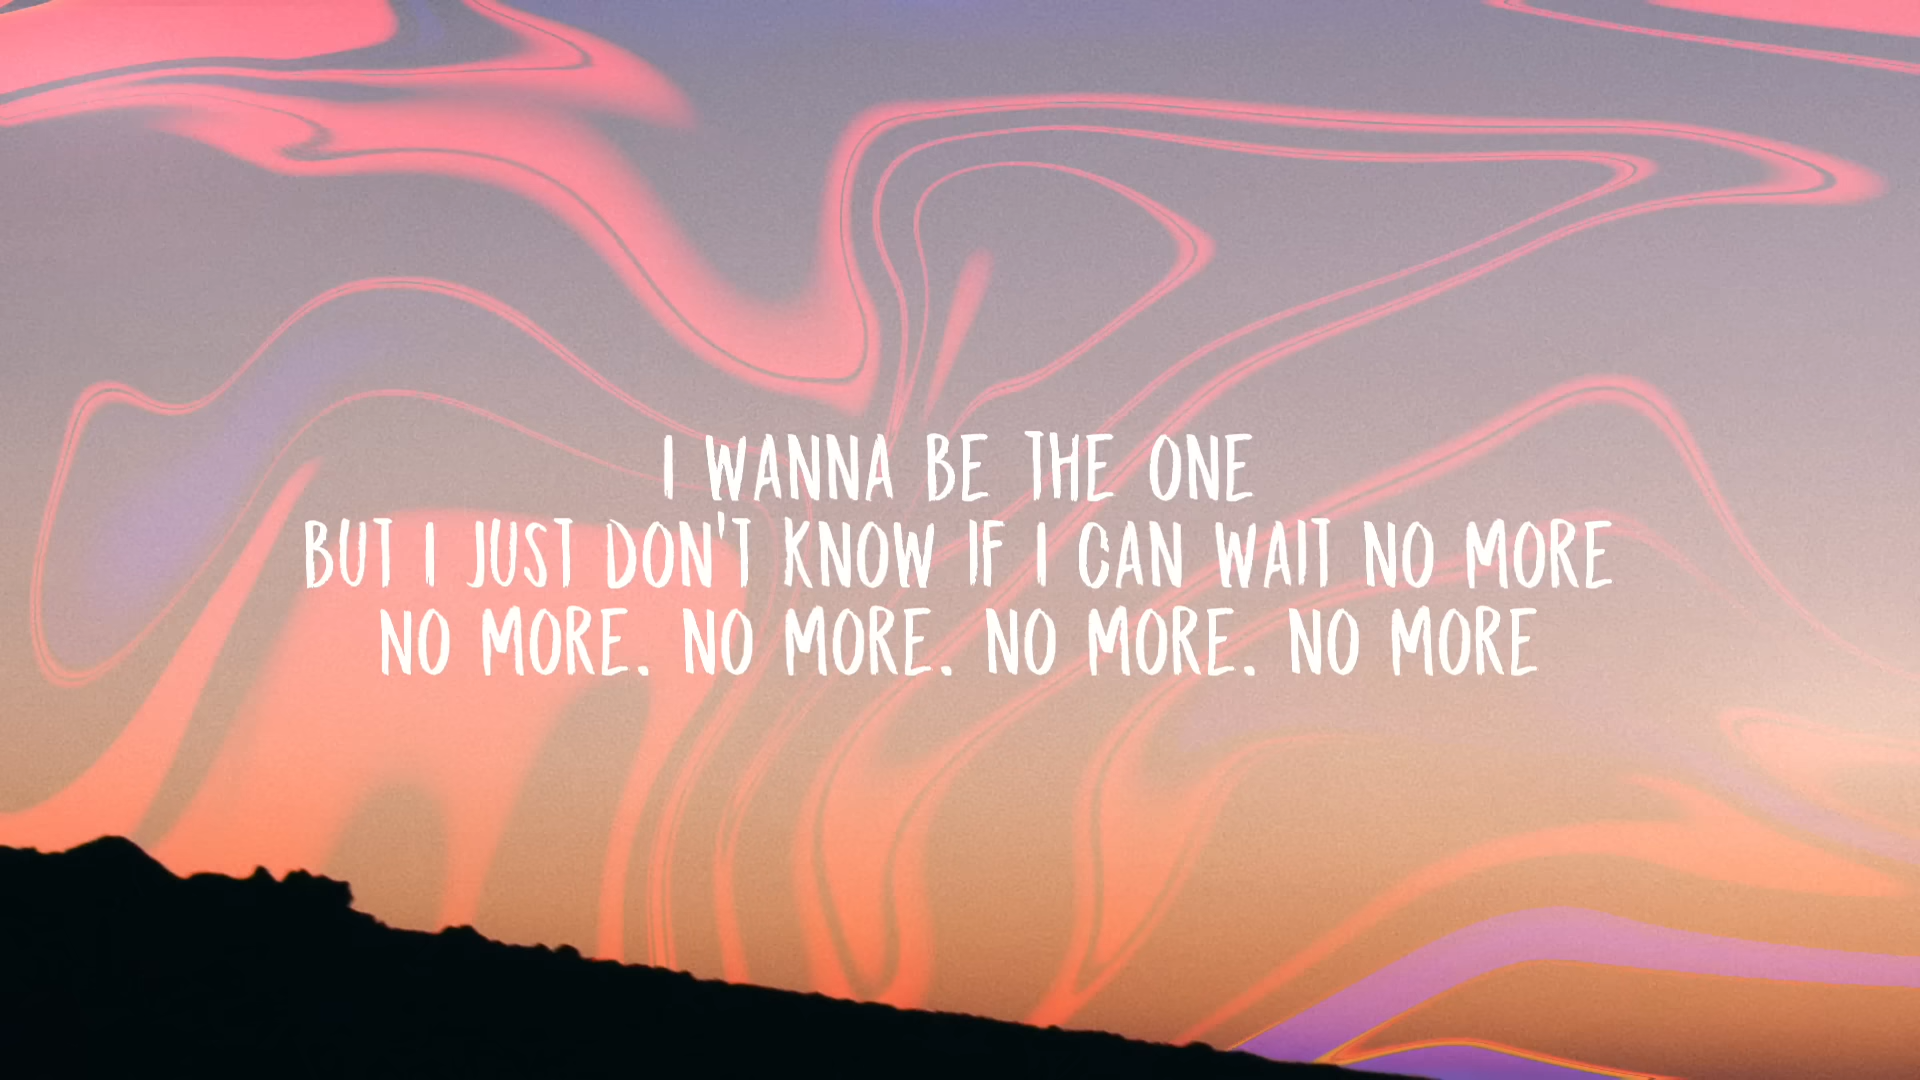 I WANNA BE THE ONE
BUT I JUST DON'T KNOW IF I CAN WAIT NO MORE
NO MORE. NO MORE. NO MORE. NO MORE